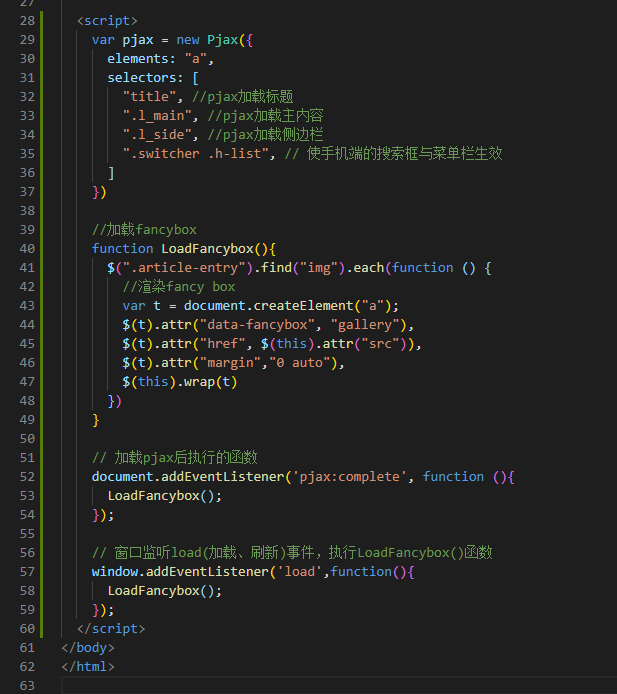 27
28 <script>
29 var pjax = new Pjax({
30 elements: "a",
31 selectors: [
32 "title", //pjax加载标题
33 ".l_main", //pjax加载主内容
34 ".l_side", //pjax加载侧边栏
35 ".switcher .h-list", // 使手机端的搜索框与菜单栏生效
36 ]
37 })
38
39 //加载fancybox
40 function LoadFancybox(){
41 $(".article-entry").find("img").each(function () {
42 //渲染fancy box
43 var t = document.createElement("a");
44 $(t).attr("data-fancybox", "gallery"),
45 $(t).attr("href", $(this).attr("src")),
46 $(t).attr("margin","0 auto"),
47 $(this).wrap(t)
48 })
49 }
50
51 // 加载pjax后执行的函数
52 document.addEventListener('pjax:complete', function (){
53 LoadFancybox();
54 });
55
56 // 窗口监听load(加载、刷新)事件，执行LoadFancybox()函数
57 window.addEventListener('load',function(){
58 LoadFancybox();
59 });
60 </script>
61 </body>
62 </html>
63